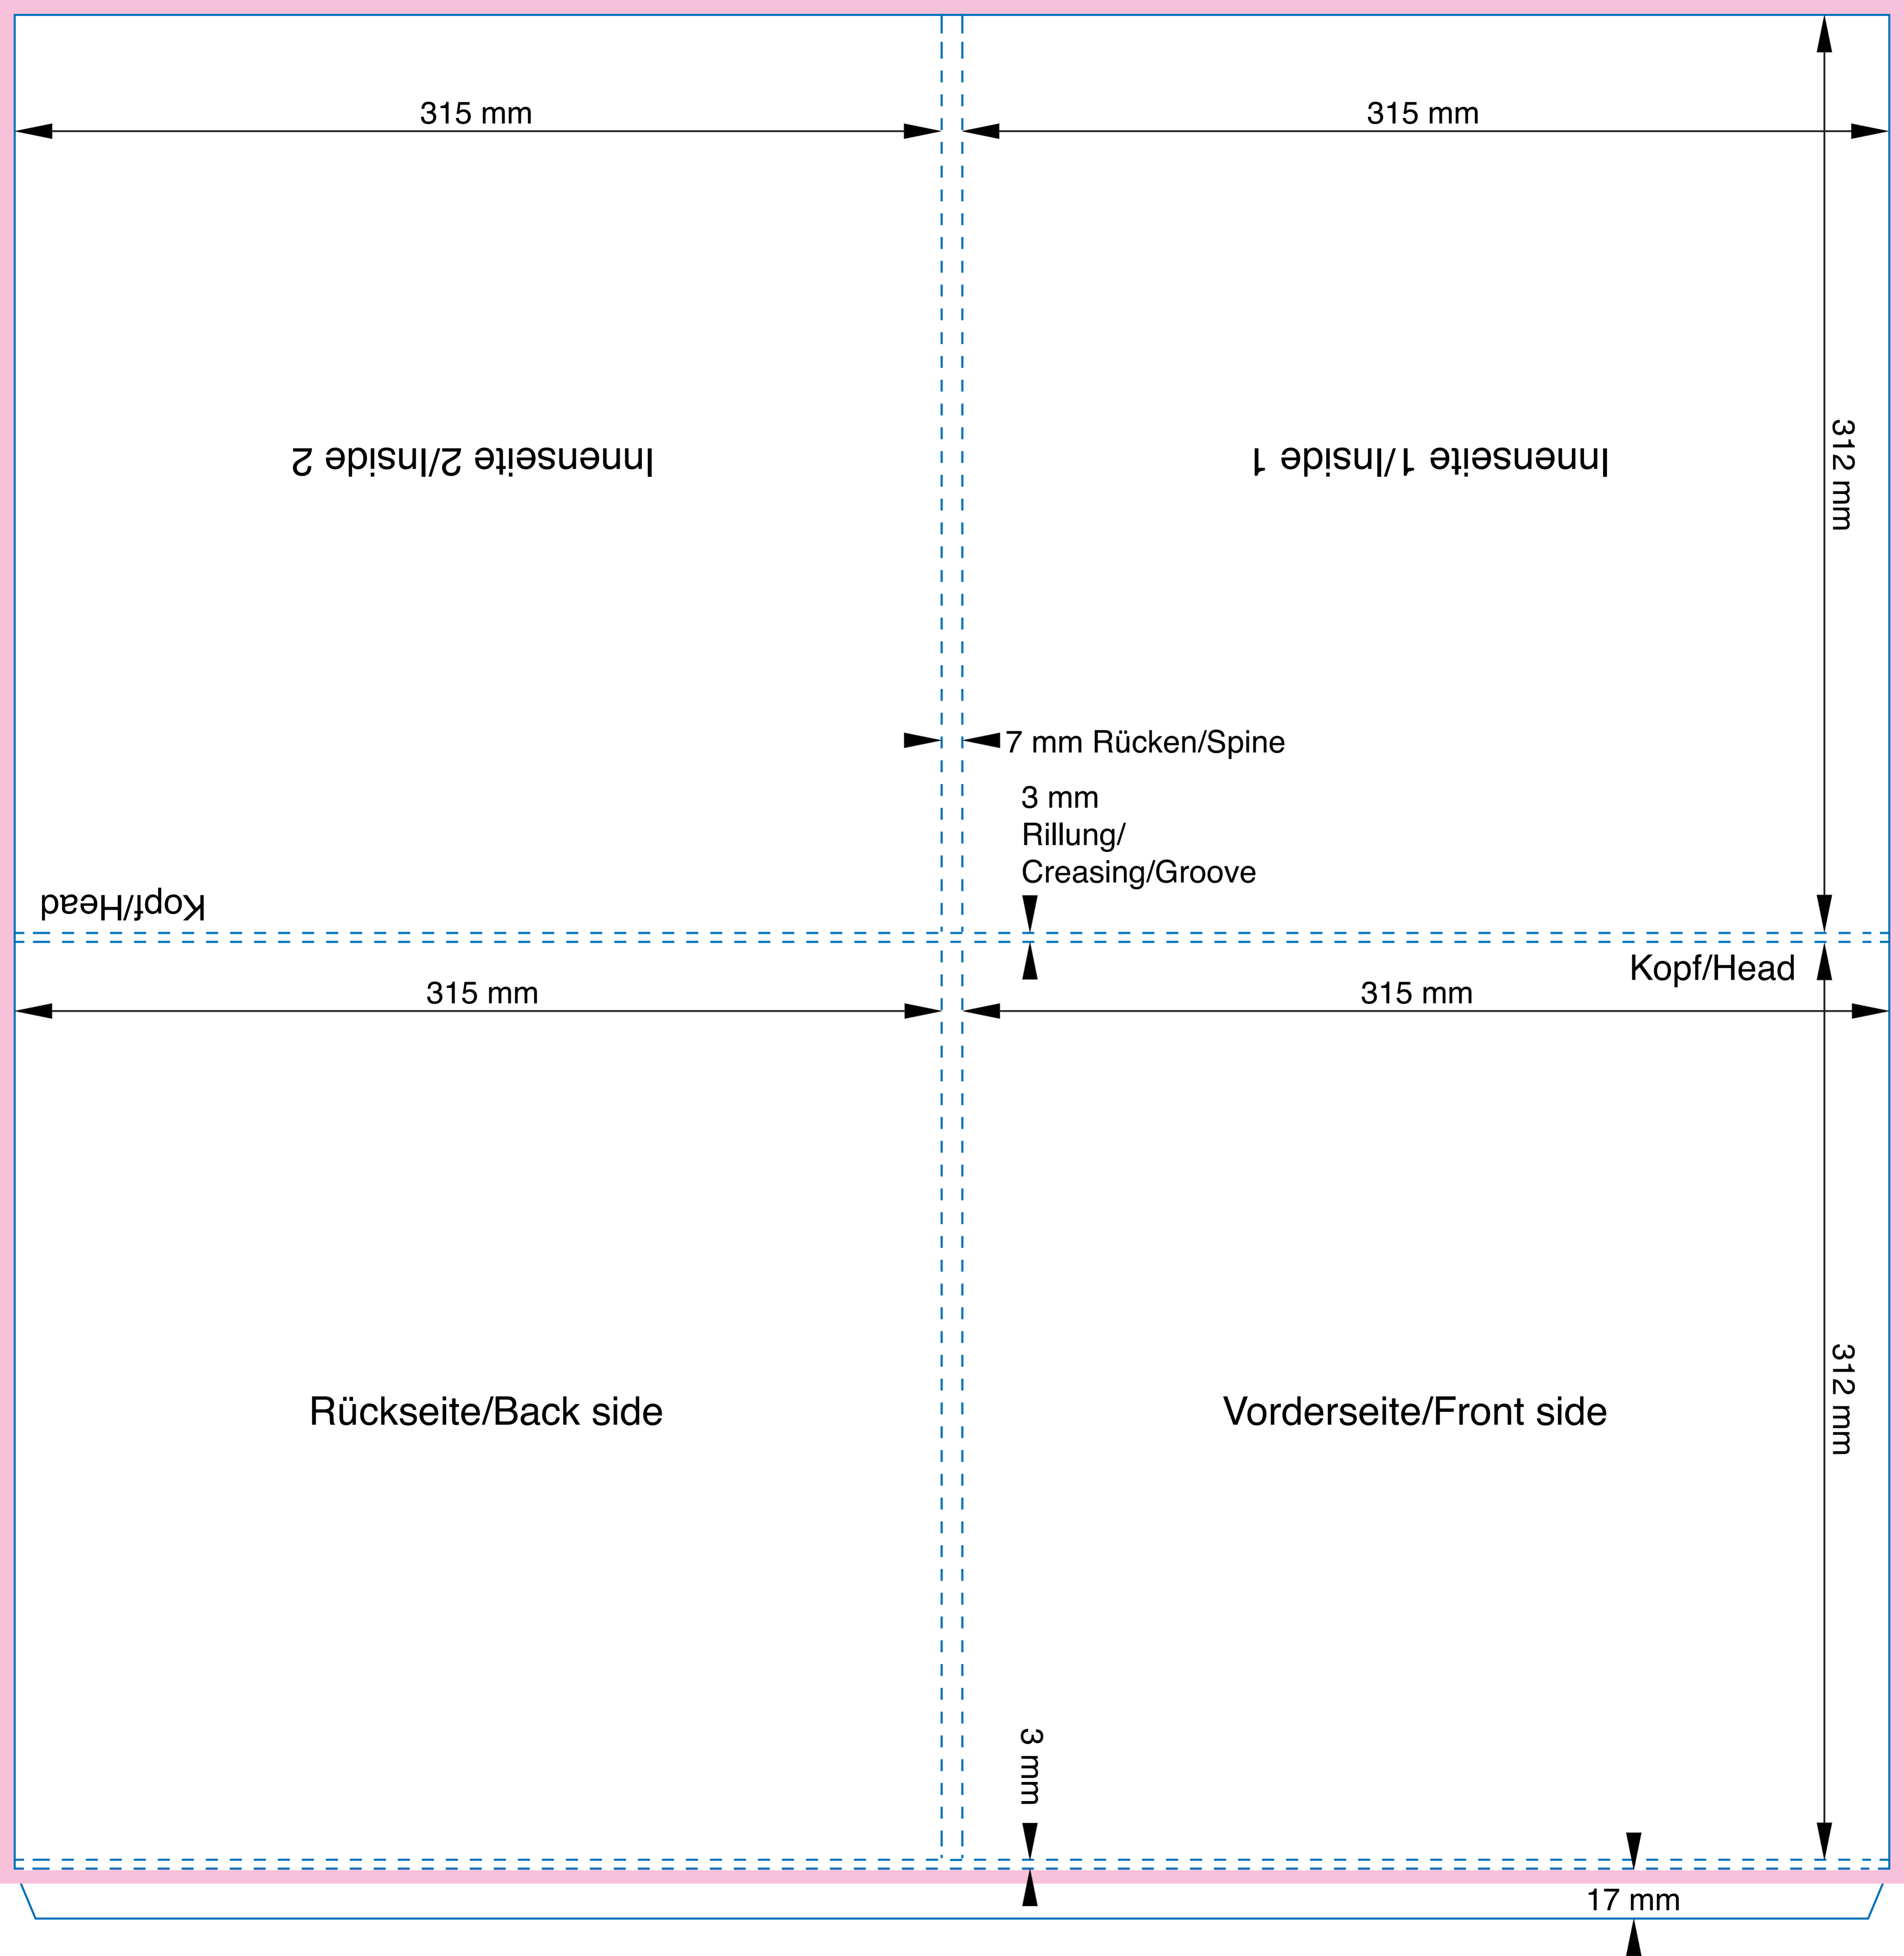 315 mm
315 mm
312 mm
Innenseite 2/Inside 2
Innenseite 1/Inside 1
7 mm Rücken/Spine
3 mm
Rillung/
Creasing/Groove
Kopf/Head
Kopf/Head
315 mm
315 mm
312 mm
Rückseite/Back side
Vorderseite/Front side
3 mm
17 mm